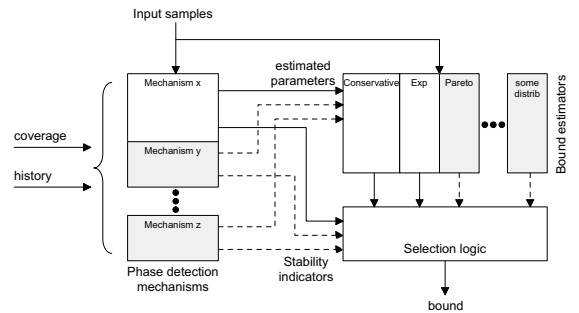 Input samples
estimated
parameters
Mechanism x
Conservative
Exp
Pareto
some
distrib
Bound estimators
coverage
Mechanism y
history
Mechanism z
Selection logic
Phase detection
mechanisms
Stability
indicators
bound